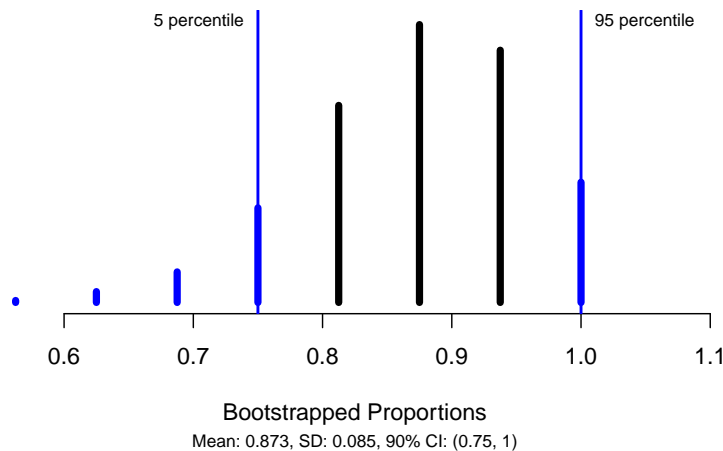 5 percentile
95 percentile
0.6 0.7 0.8 0.9 1.0 1.1
Bootstrapped Proportions
Mean: 0.873, SD: 0.085, 90% CI: (0.75, 1)